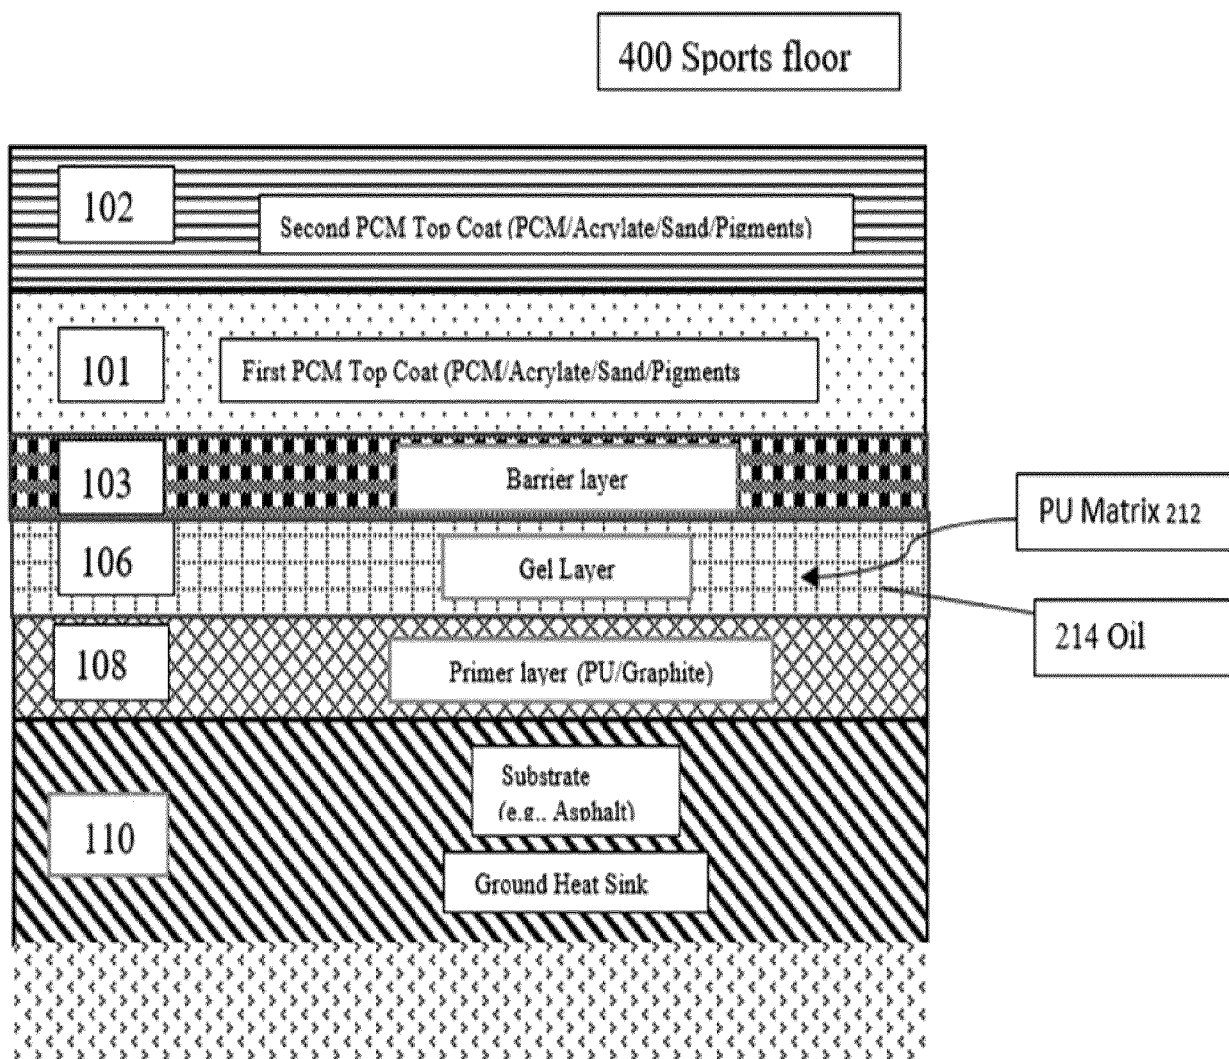 400 Sports floor
102
Second PCM Top Coat (PCM/Acrylate/Sand/Pigments)
101
First PCM Top Coat (PCM/Acrylate/Sand/Pigments
103
Barrier layer
PU Matrix 212
106
Gel Layer
214 Oil
108
Primer layer (PU/Graphite)
Substrate
(e.g., Asphalt)
110
Ground Heat Sink